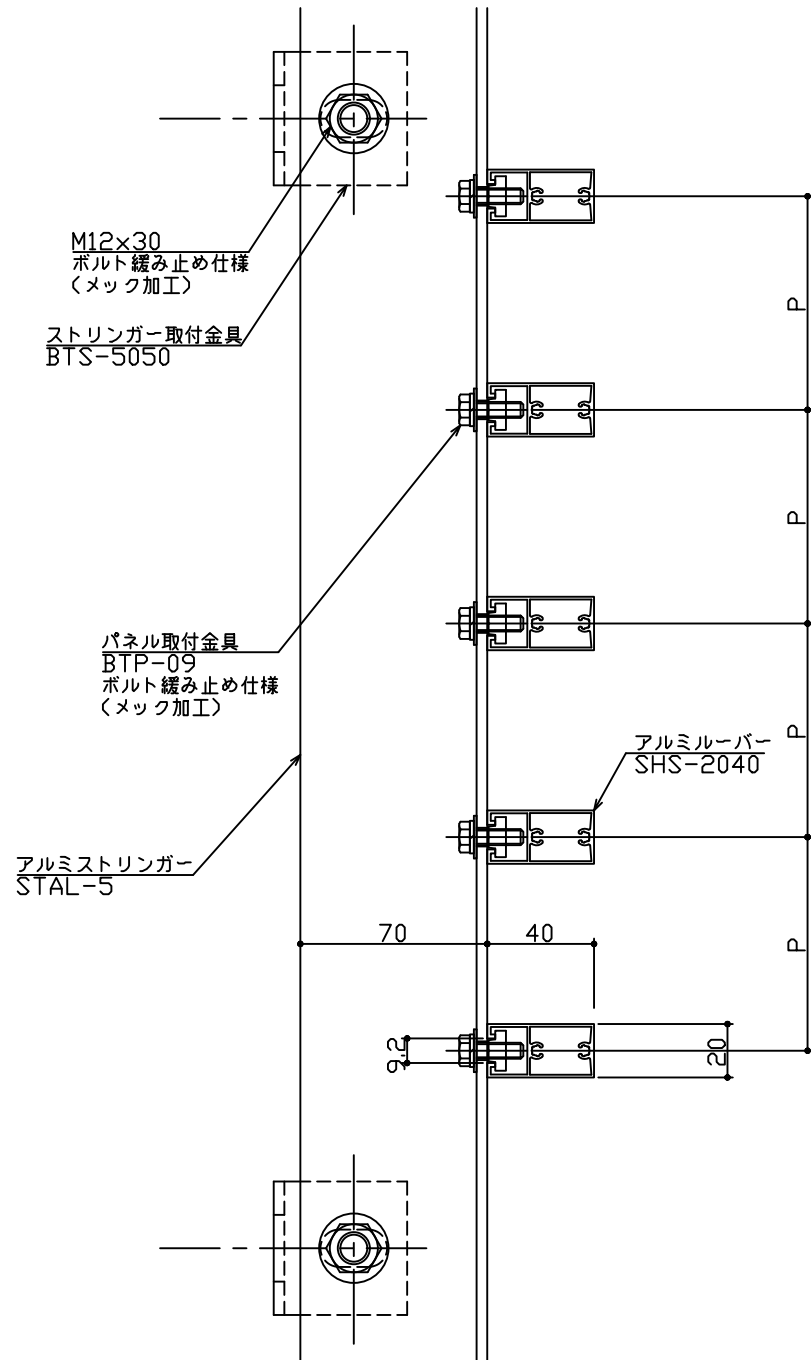 M12×30
ボルト緩み止め仕様
(メック加工)
ストリンガー取付金具
BTS-5050
P
P
パネル取付金具
BTP-09
ボルト緩み止め仕様
(メック加工)
P
アルミルーバー
SHS-2040
アルミストリンガー
STAL-5
70
40
P
9.2
20